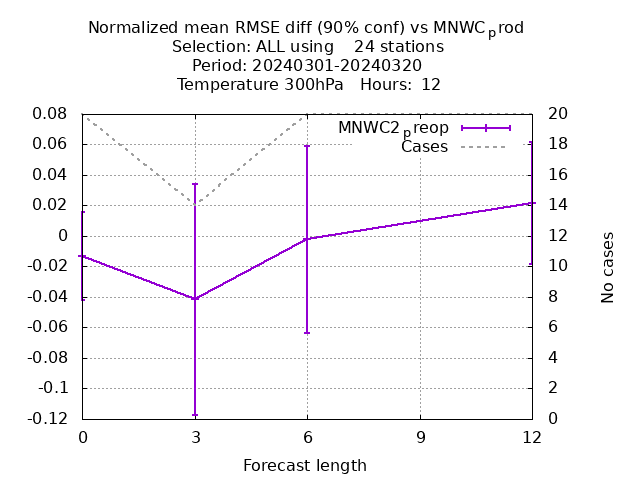 Normalized mean RMSE diff (90% conf) vs MNWCprod
Selection: ALL using    24 stations
Period: 20240301-20240320
Temperature 300hPa   Hours:  12
MNWC2preop
Cases
0.08
0.06
0.04
0.02
0
-0.02
-0.04
-0.06
-0.08
-0.1
-0.12
20
18
16
14
12
10
8
6
4
2
0
No cases
0 3 6 9 12
Forecast length